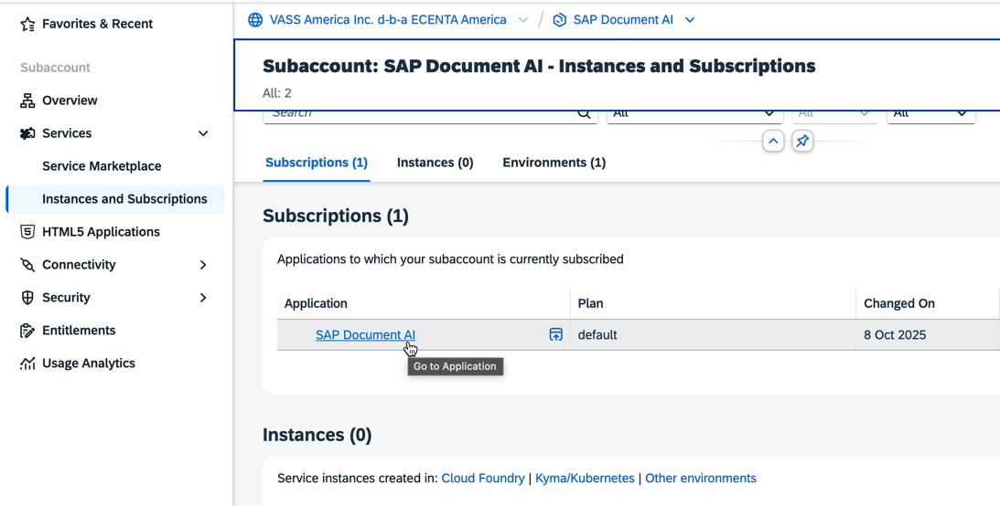 Favorites & Recent
VASS America Inc. d-b-a ECENTA America / SAP Document AI
Subaccount
Overview
Services
Service Marketplace
Instances and Subscriptions
HTML5 Applications
Connectivity
Security
Entitlements
Usage Analytics
Subaccount: SAP Document AI - Instances and Subscriptions
All: 2
Search All All All
Subscriptions (1) Instances (0) Environments (1)
Subscriptions (1)
Applications to which your subaccount is currently subscribed
Application Plan Changed On
SAP Document AI default 8 Oct 2025
Go to Application
Instances (0)
Service instances created in: Cloud Foundry | Kyma/Kubernetes | Other environments